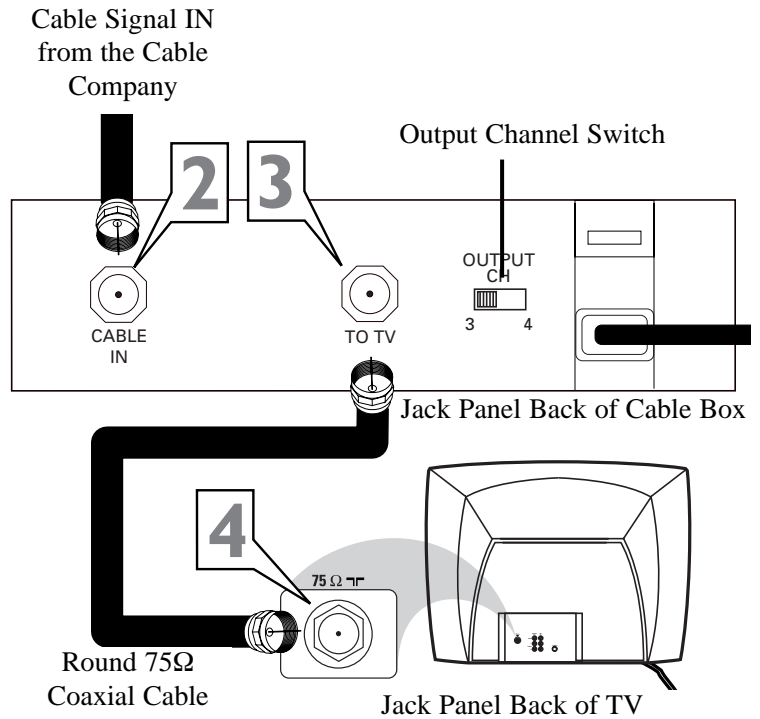 Cable Signal IN
from the Cable
Company
Output Channel Switch
2
3
OUTPUT
CH
3 4
CABLE
IN
TO TV
Jack Panel Back of Cable Box
4
75 Ω
Round 75Ω
Coaxial Cable
Jack Panel Back of TV